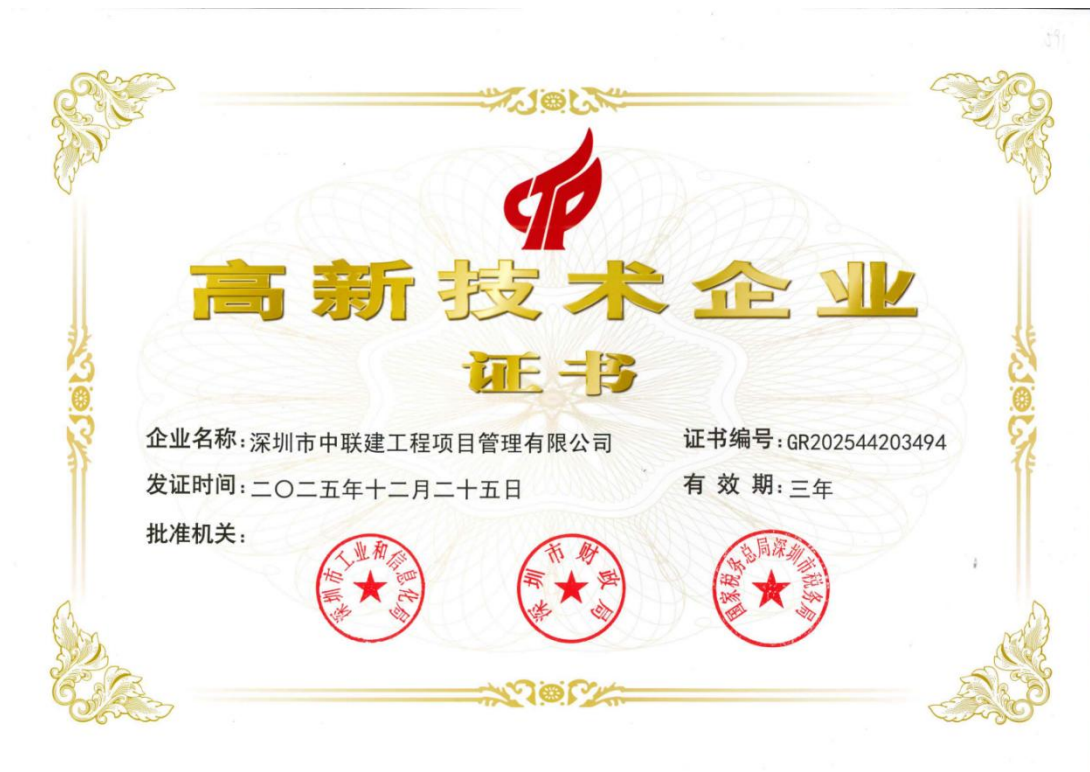 高新技术企业
证书
企业名称:深圳市中联建工程项目管理有限公司
证书编号:GR202544203494
发证时间:二〇二五年十二月二十五日
有效期:三年
批准机关:
深圳市工业和信息化局
深圳市财政局
国家税务总局深圳市税务局